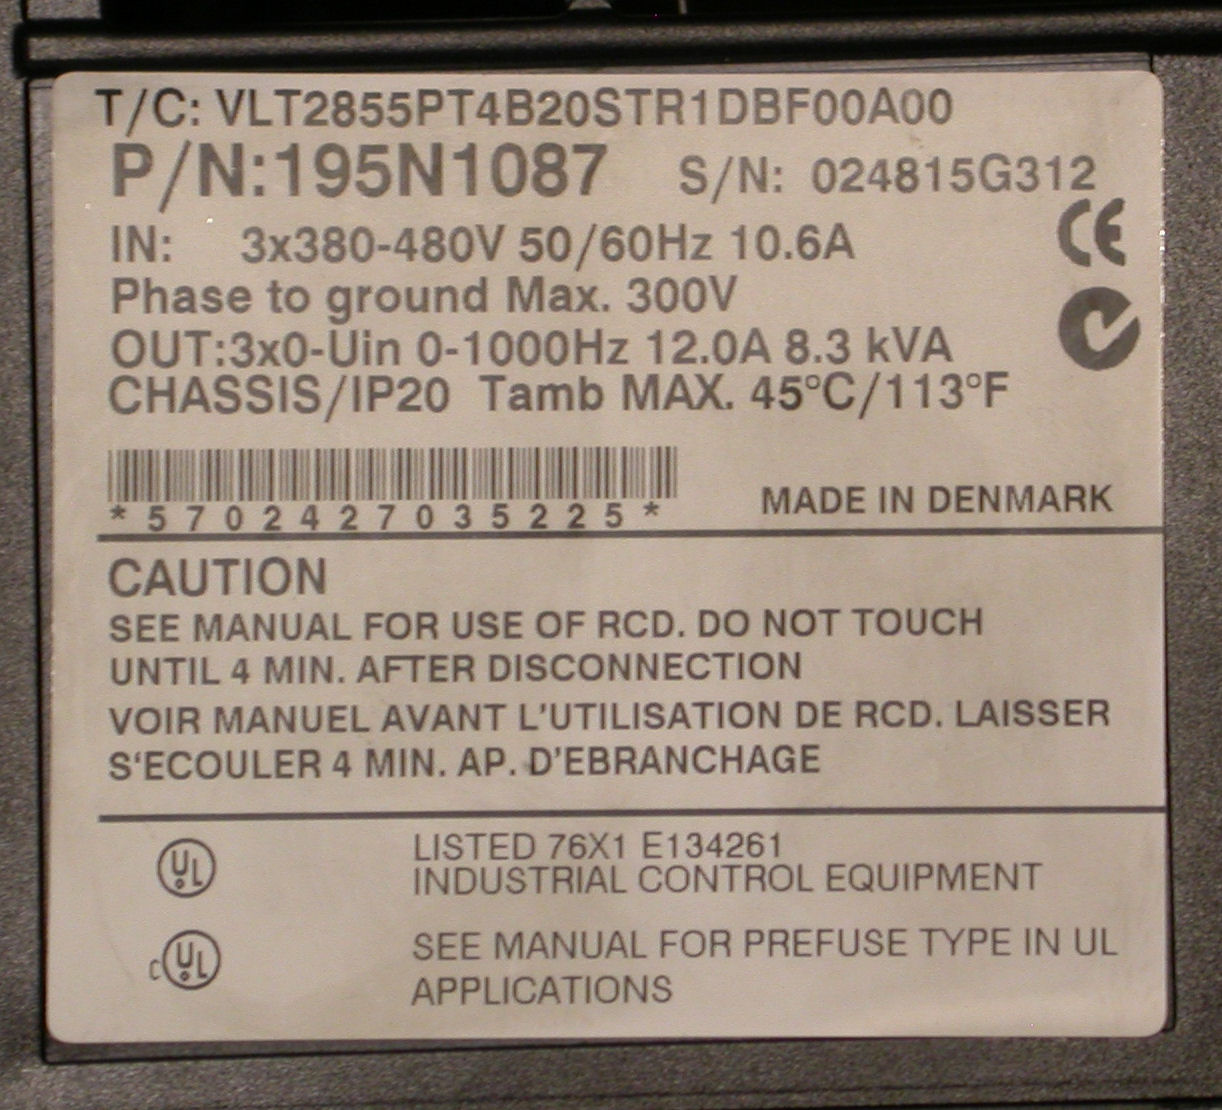 T/C: VLT2855PT4B20STR1DBF00A00
P/N:195N1087 S/N: 024815G312
IN: 3x380-480V 50/60Hz 10.6A
CE
Phase to ground Max. 300V
OUT:3x0-Uin 0-1000Hz 12.0A 8.3 kVA
CHASSIS/IP20 Tamb MAX. 45°C/113°F
*5702427035225*
MADE IN DENMARK
CAUTION
SEE MANUAL FOR USE OF RCD. DO NOT TOUCH
UNTIL 4 MIN. AFTER DISCONNECTION
VOIR MANUEL AVANT L'UTILISATION DE RCD. LAISSER
S'ECOULER 4 MIN. AP. D'EBRANCHAGE
UL
LISTED 76X1 E134261
INDUSTRIAL CONTROL EQUIPMENT
c UL
SEE MANUAL FOR PREFUSE TYPE IN UL
APPLICATIONS